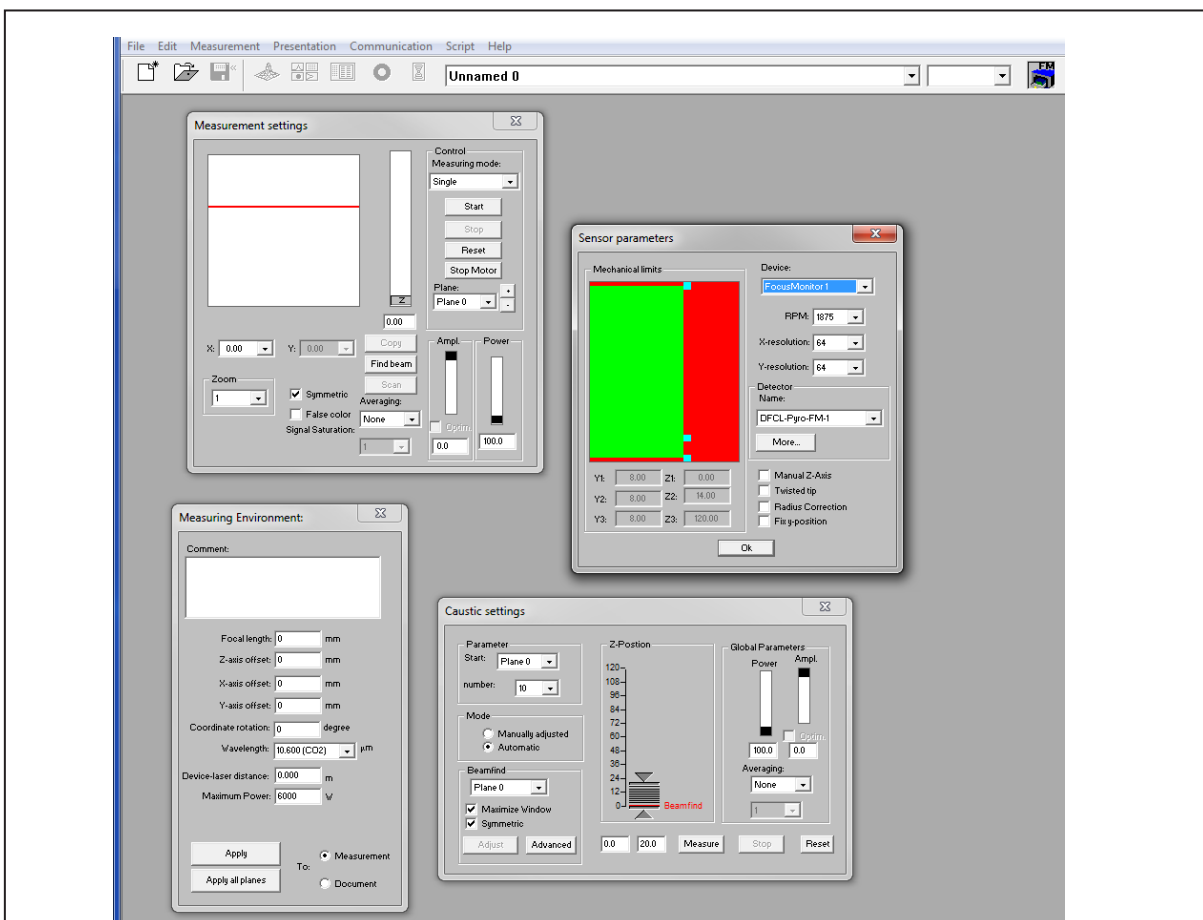 File Edit Measurement Presentation Communication Script Help
Unnamed 0
FM
Measurement settings
Control
Measuring mode:
Single
Start
Stop
Reset
Stop Motor
Plane:
Plane 0
+
-
Z
0.00
X: 0.00 Y: 0.00
Copy
Find beam
Scan
Zoom
1
Symmetric
False color
Signal Saturation:
Averaging:
None
1
Ampl.
Optim.
0.0
Power
100.0
Sensor parameters
Mechanical limits
Y1: 8.00 Z1: 0.00
Y2: 8.00 Z2: 14.00
Y3: 8.00 Z3: 120.00
Device:
FocusMonitor 1
RPM: 1875
X-resolution: 64
Y-resolution: 64
Detector
Name:
DFCL-Pyro-FM-1
More...
Manual Z-Axis
Twisted tip
Radius Correction
Fix y-position
Ok
Measuring Environment:
Comment:
Focal length: 0 mm
Z-axis offset: 0 mm
X-axis offset: 0 mm
Y-axis offset: 0 mm
Coordinate rotation: 0 degree
Wavelength: 10.600 (CO2) µm
Device-laser distance: 0.000 m
Maximum Power: 6000 W
Apply
Apply all planes
To:
Measurement
Document
Caustic settings
Parameter
Start: Plane 0
number: 10
Mode
Manually adjusted
Automatic
Beamfind
Plane 0
Maximize Window
Symmetric
Adjust Advanced
Z-Postion
120
108
96
84
72
60
48
36
24
12
0
Beamfind
0.0 20.0 Measure Stop Reset
Global Parameters
Power Ampl.
Optim.
100.0 0.0
Averaging:
None
1